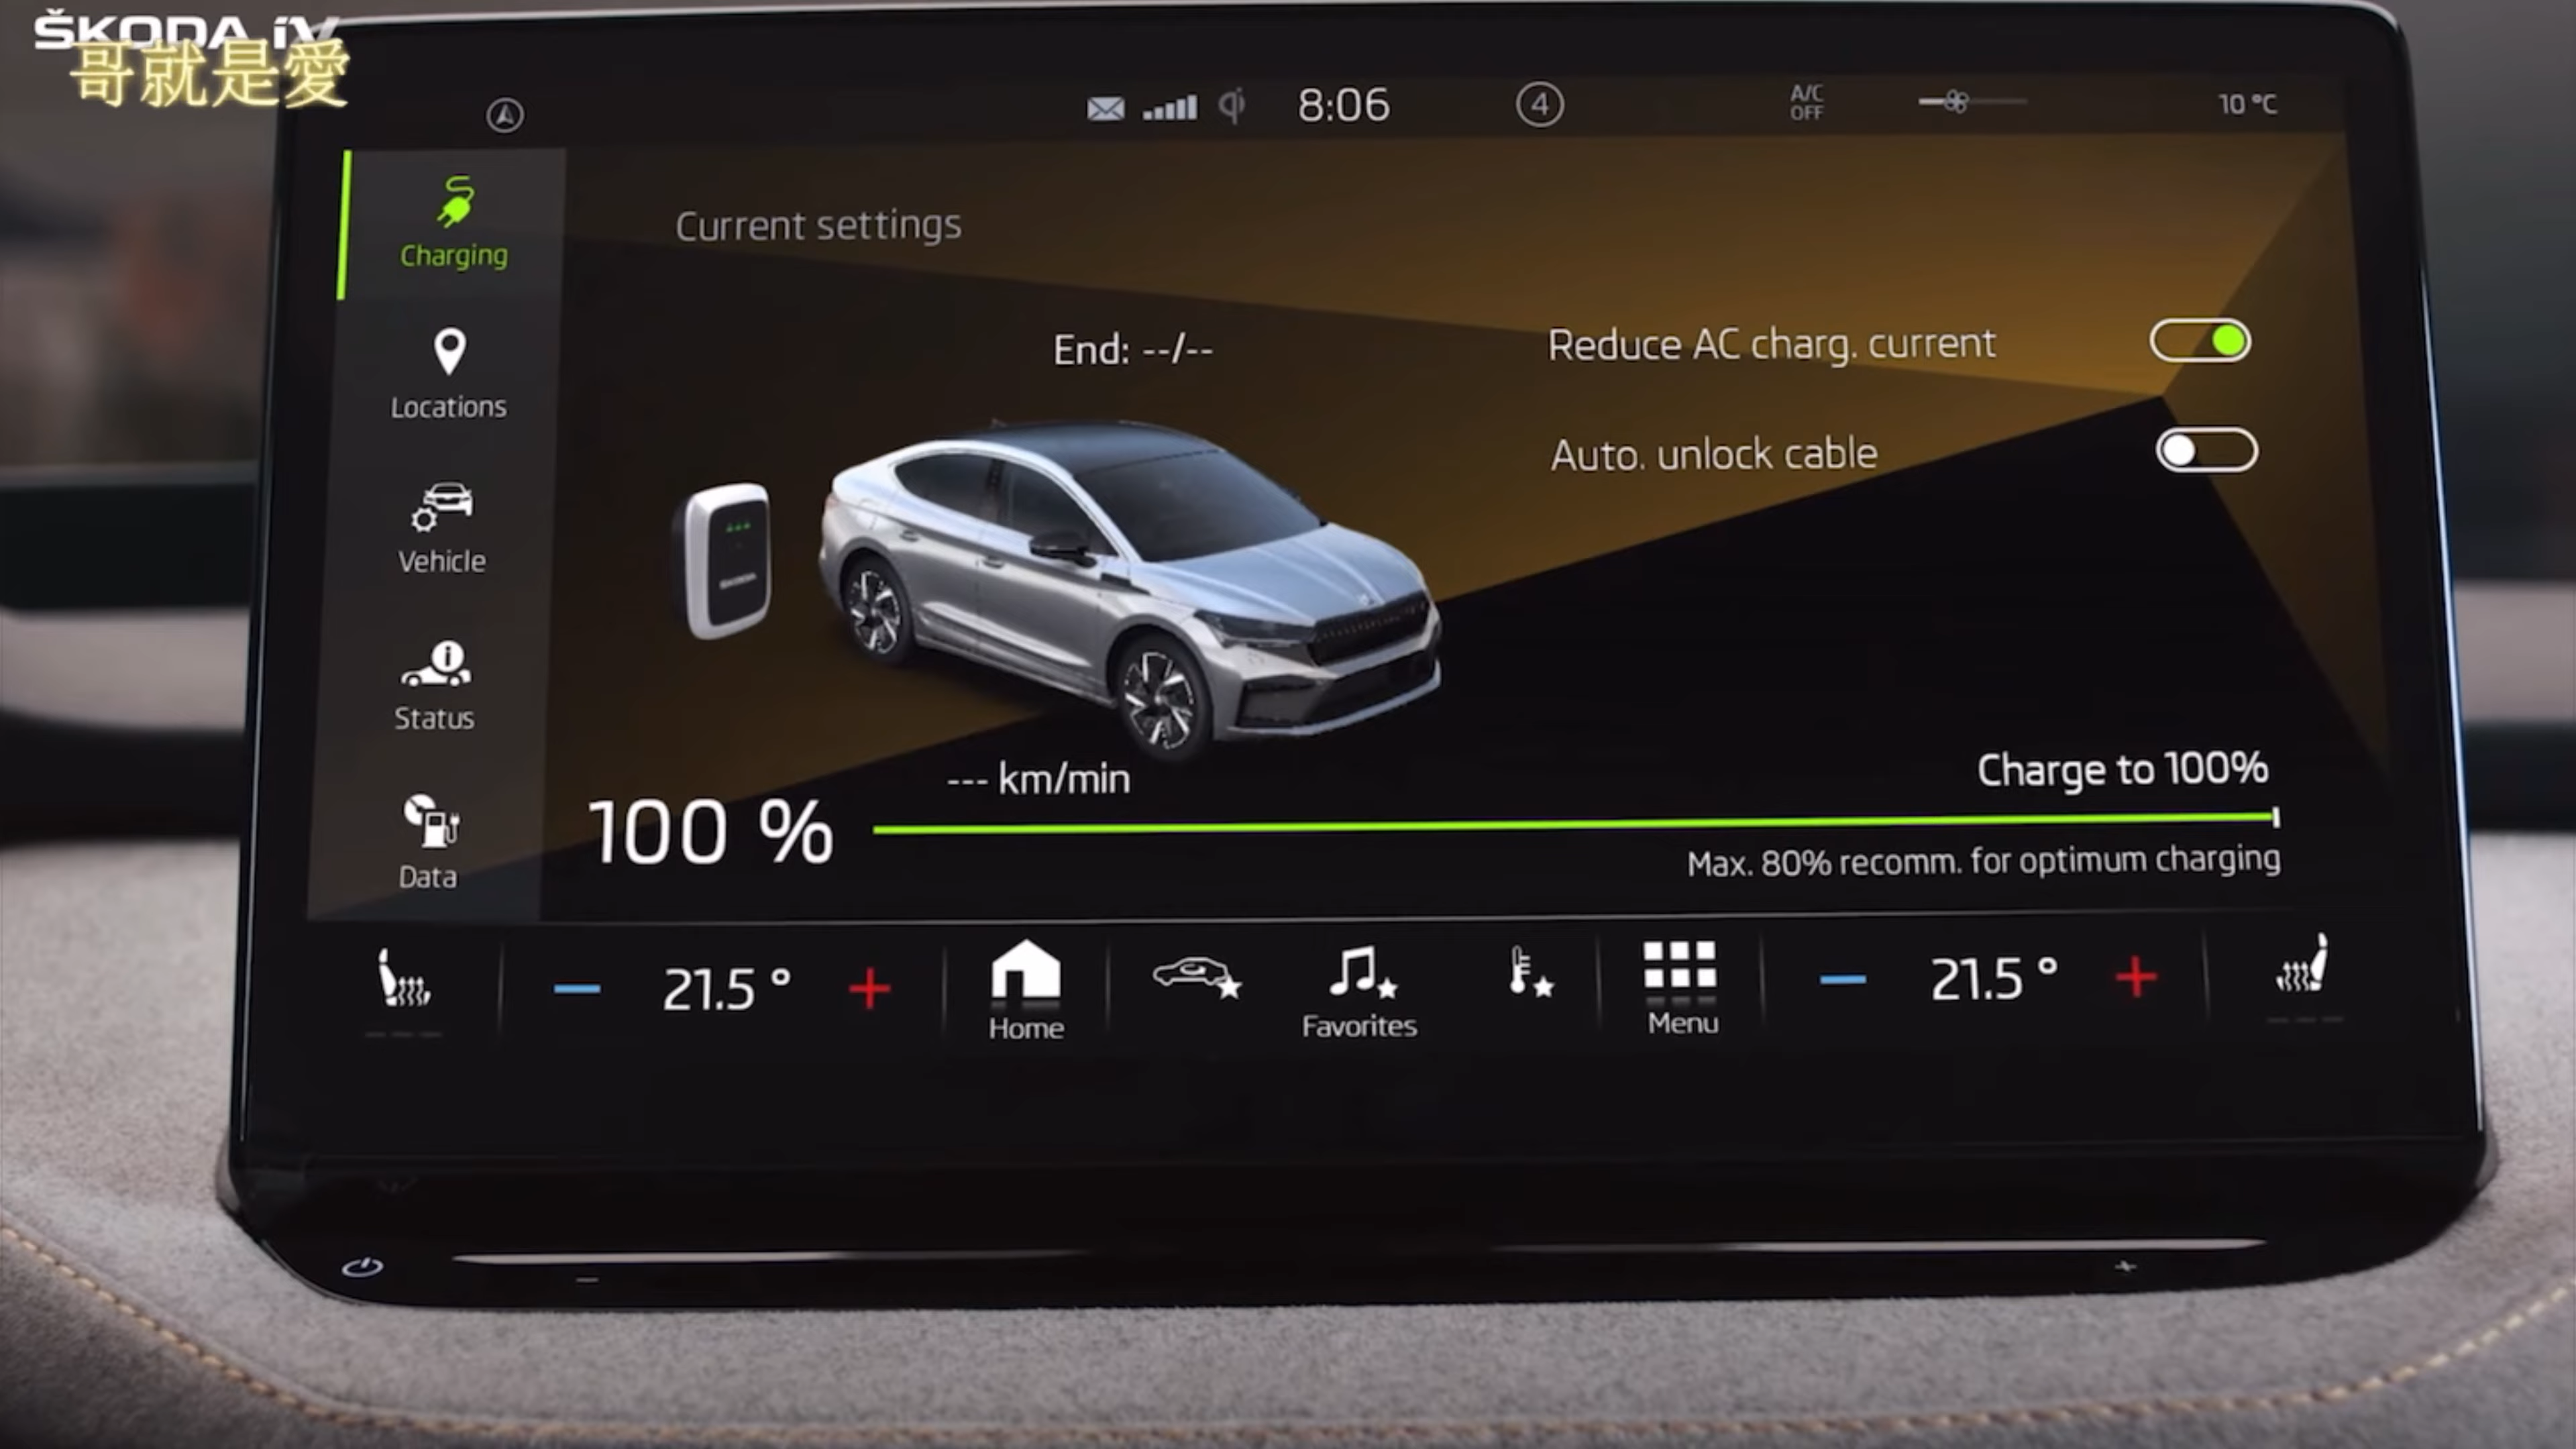 ŠKODA iV
哥就是愛
8:06
4
A/C
OFF
10 °C
Charging
Locations
Vehicle
Status
Data
Current settings
End: --/--
Reduce AC charg. current
Auto. unlock cable
ŠKODA
--- km/min
Charge to 100%
100 %
Max. 80% recomm. for optimum charging
21.5 °
Home
Favorites
Menu
21.5 °